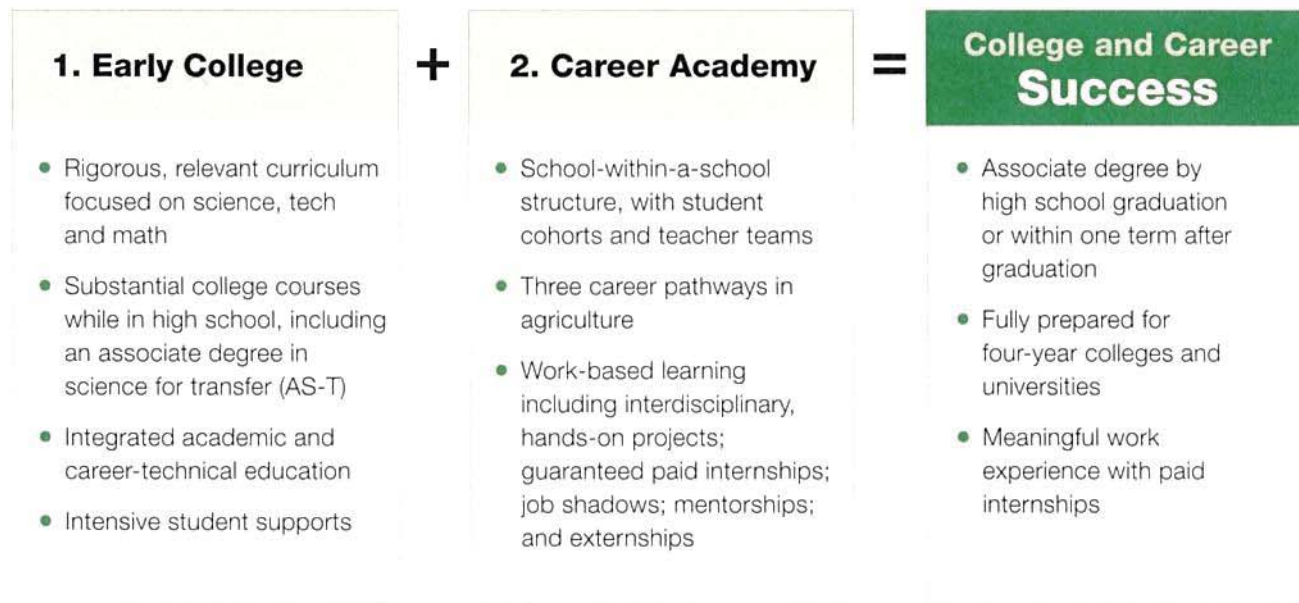 1. Early College
+
2. Career Academy
=
College and Career
Success
• Rigorous, relevant curriculum
focused on science, tech
and math
• Substantial college courses
while in high school, including
an associate degree in
science for transfer (AS-T)
• Integrated academic and
career-technical education
• Intensive student supports
• School-within-a-school
structure, with student
cohorts and teacher teams
• Three career pathways in
agriculture
• Work-based learning
including interdisciplinary,
hands-on projects;
guaranteed paid internships;
job shadows; mentorships;
and externships
• Associate degree by
high school graduation
or within one term after
graduation
• Fully prepared for
four-year colleges and
universities
• Meaningful work
experience with paid
internships